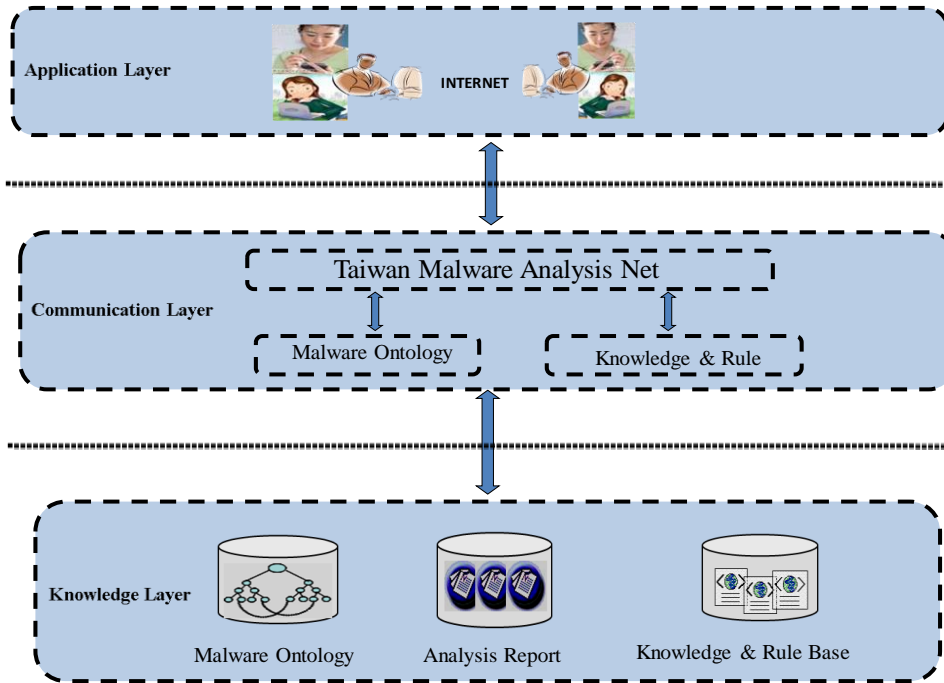 Application Layer
INTERNET
Taiwan Malware Analysis Net
Communication Layer
Malware Ontology
Knowledge & Rule
Knowledge Layer
Malware Ontology
Analysis Report
Knowledge & Rule Base